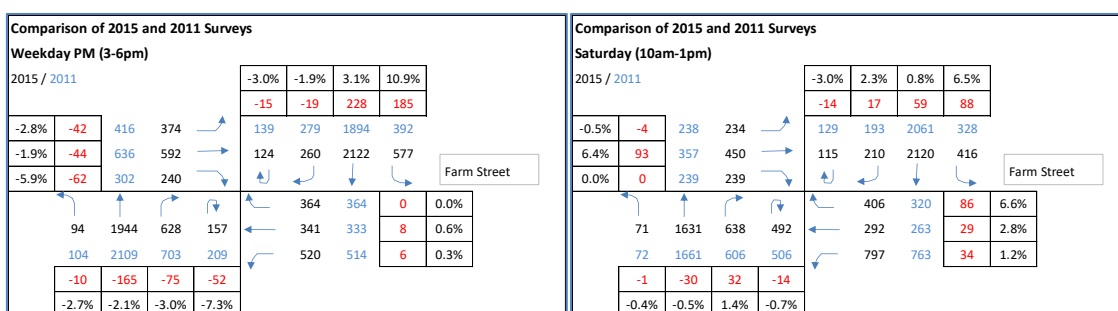 Comparison of 2015 and 2011 Surveys
Weekday PM (3-6pm)
2015 / 2011
-3.0% -1.9% 3.1% 10.9%
-15 -19 228 185
-2.8% -42 416 374 139 279 1894 392
-1.9% -44 636 592 124 260 2122 577
-5.9% -62 302 240
Farm Street
364 364 0 0.0%
94 1944 628 157 341 333 8 0.6%
104 2109 703 209 520 514 6 0.3%
-10 -165 -75 -52
-2.7% -2.1% -3.0% -7.3%
Comparison of 2015 and 2011 Surveys
Saturday (10am-1pm)
2015 / 2011
-3.0% 2.3% 0.8% 6.5%
-14 17 59 88
-0.5% -4 238 234 129 193 2061 328
6.4% 93 357 450 115 210 2120 416
0.0% 0 239 239
Farm Street
406 320 86 6.6%
71 1631 638 492 292 263 29 2.8%
72 1661 606 506 797 763 34 1.2%
-1 -30 32 -14
-0.4% -0.5% 1.4% -0.7%